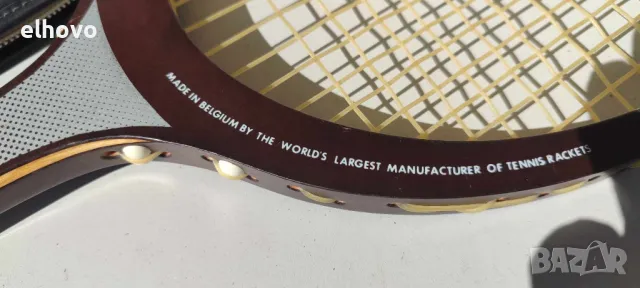 elhovo
MADE IN BELGIUM BY THE WORLD'S LARGEST MANUFACTURER OF TENNIS RACKETS
BAZAR